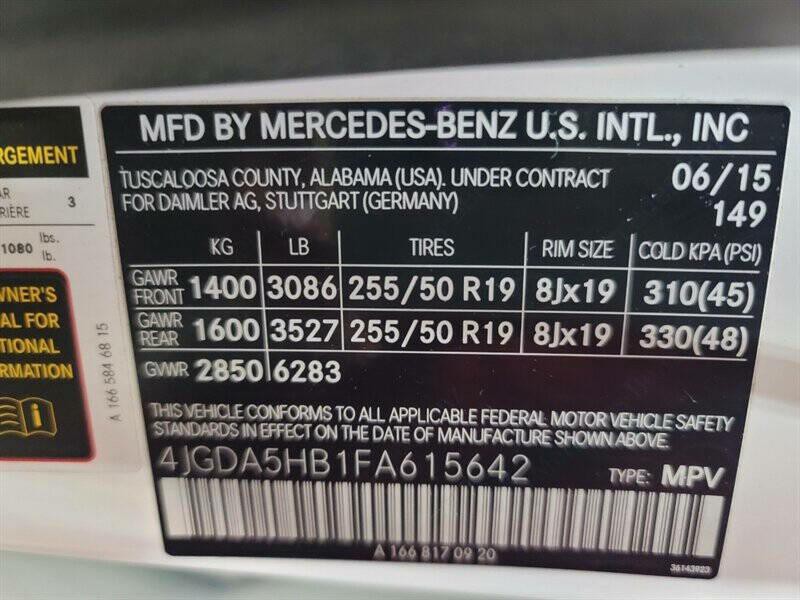 RGEMENT
AR
RIÈRE 3
1080 lbs.
lb.
WNER'S
AL FOR
TIONAL
RMATION
A 166 584 68 15
MFD BY MERCEDES-BENZ U.S. INTL., INC
TUSCALOOSA COUNTY, ALABAMA (USA). UNDER CONTRACT 06/15
FOR DAIMLER AG, STUTTGART (GERMANY) 149
KG LB TIRES RIM SIZE COLD KPA (PSI)
GAWR FRONT 1400 3086 255/50 R19 8Jx19 310(45)
GAWR REAR 1600 3527 255/50 R19 8Jx19 330(48)
GVWR 2850 6283
THIS VEHICLE CONFORMS TO ALL APPLICABLE FEDERAL MOTOR VEHICLE SAFETY
STANDARDS IN EFFECT ON THE DATE OF MANUFACTURE SHOWN ABOVE.
4JGDA5HB1FA615642 TYPE: MPV
A 166 817 09 20
36143923